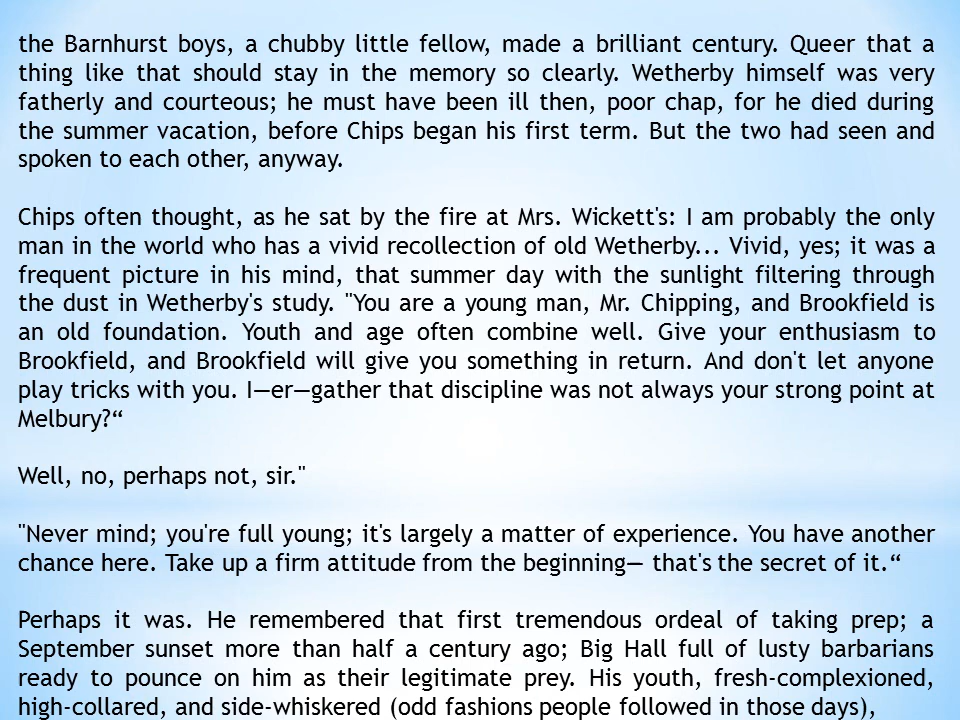 the Barnhurst boys, a chubby little fellow, made a brilliant century. Queer that a
thing like that should stay in the memory so clearly. Wetherby himself was very
fatherly and courteous; he must have been ill then, poor chap, for he died during
the summer vacation, before Chips began his first term. But the two had seen and
spoken to each other, anyway.
Chips often thought, as he sat by the fire at Mrs. Wickett's: I am probably the only
man in the world who has a vivid recollection of old Wetherby... Vivid, yes; it was a
frequent picture in his mind, that summer day with the sunlight filtering through
the dust in Wetherby's study. "You are a young man, Mr. Chipping, and Brookfield is
an old foundation. Youth and age often combine well. Give your enthusiasm to
Brookfield, and Brookfield will give you something in return. And don't let anyone
play tricks with you. I—er—gather that discipline was not always your strong point at
Melbury?“
Well, no, perhaps not, sir."
"Never mind; you're full young; it's largely a matter of experience. You have another
chance here. Take up a firm attitude from the beginning— that's the secret of it.“
Perhaps it was. He remembered that first tremendous ordeal of taking prep; a
September sunset more than half a century ago; Big Hall full of lusty barbarians
ready to pounce on him as their legitimate prey. His youth, fresh-complexioned,
high-collared, and side-whiskered (odd fashions people followed in those days),